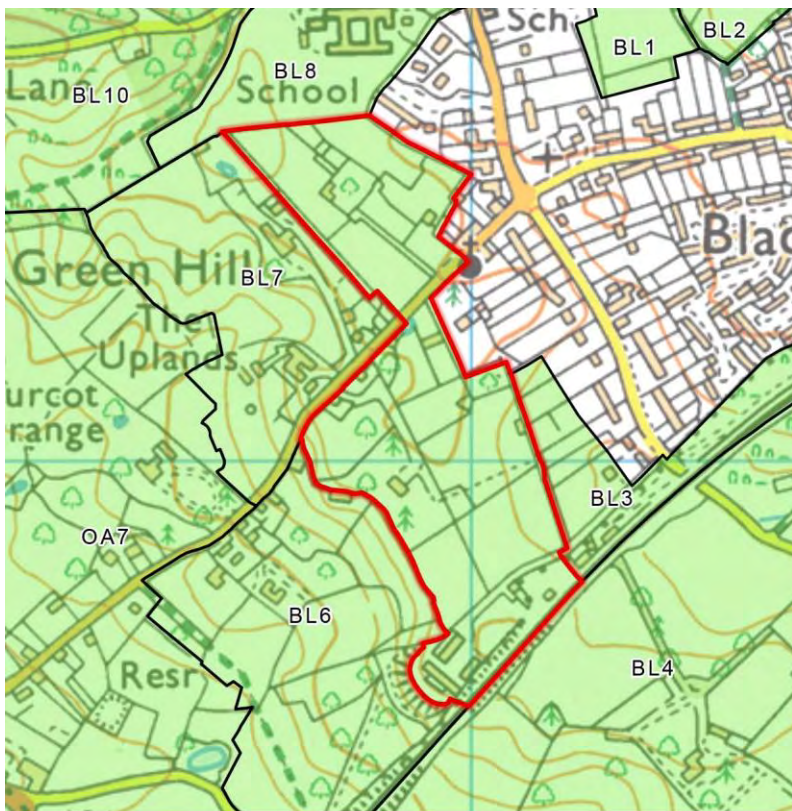 Sch
BL1
BL2
BL8
School
Lane
BL10
Blac
Green Hill
BL7
The
Uplands
urcot
range
BL3
OA7
BL6
BL4
Resr